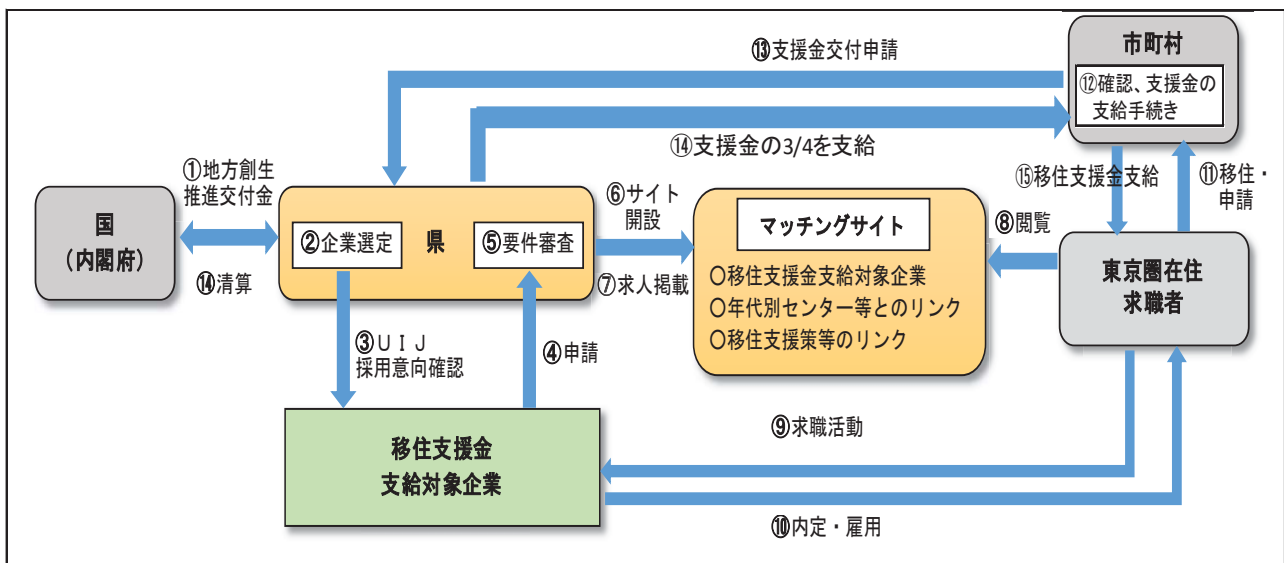 ⑬支援金交付申請
市町村
⑫確認、支援金の
支給手続き
⑭支援金の3/4を支給
①地方創生
推進交付金
⑮移住支援金支給
⑪移住・
申請
⑥サイト
開設
国
(内閣府)
②企業選定
県
⑤要件審査
マッチングサイト
⑧閲覧
⑭清算
⑦求人掲載
〇移住支援金支給対象企業
〇年代別センター等とのリンク
〇移住支援策等のリンク
東京圏在住
求職者
③ＵＩＪ
採用意向確認
④申請
⑨求職活動
移住支援金
支給対象企業
⑩内定・雇用